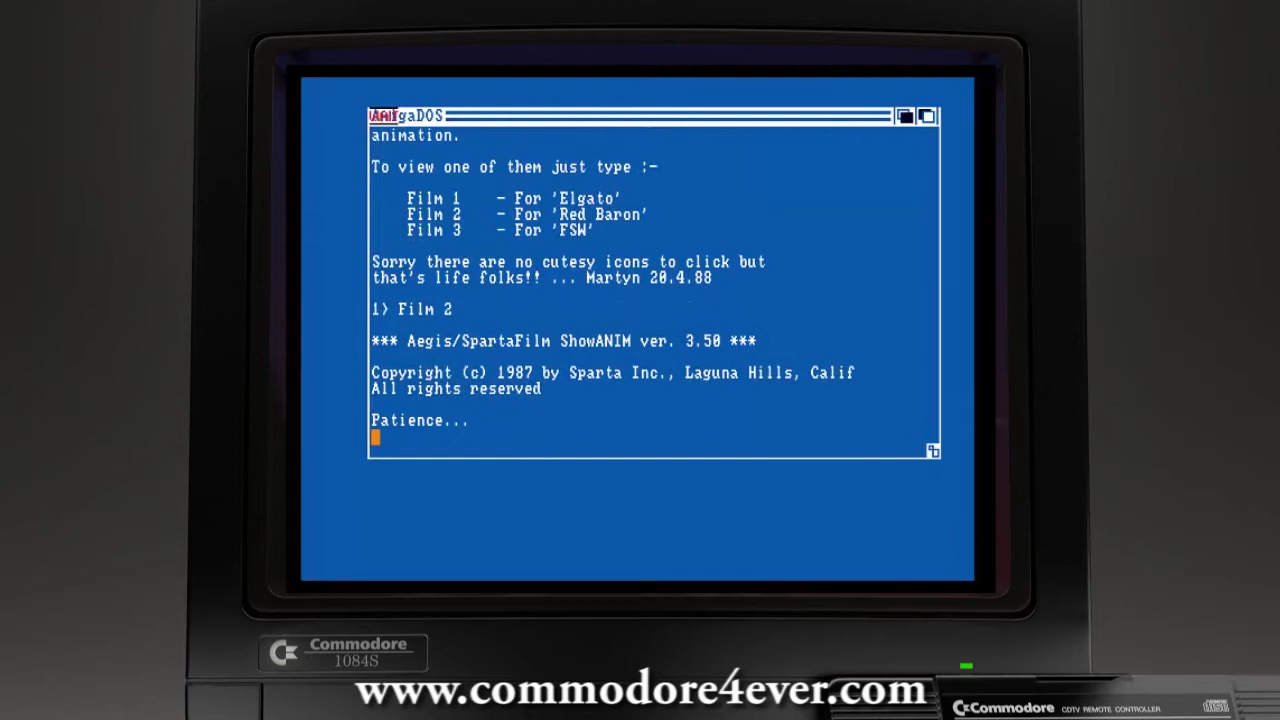 AmigaDOS
animation.
To view one of them just type :-
Film 1 - For 'Elgato'
Film 2 - For 'Red Baron'
Film 3 - For 'FSW'
Sorry there are no cutesy icons to click but
that's life folks!! ... Martyn 20.4.88
1> Film 2
*** Aegis/SpartaFilm ShowANIM ver. 3.50 ***
Copyright (c) 1987 by Sparta Inc., Laguna Hills, Calif
All rights reserved
Patience...
Commodore
1084S
www.commodore4ever.com
Commodore CDTV REMOTE CONTROLLER disc